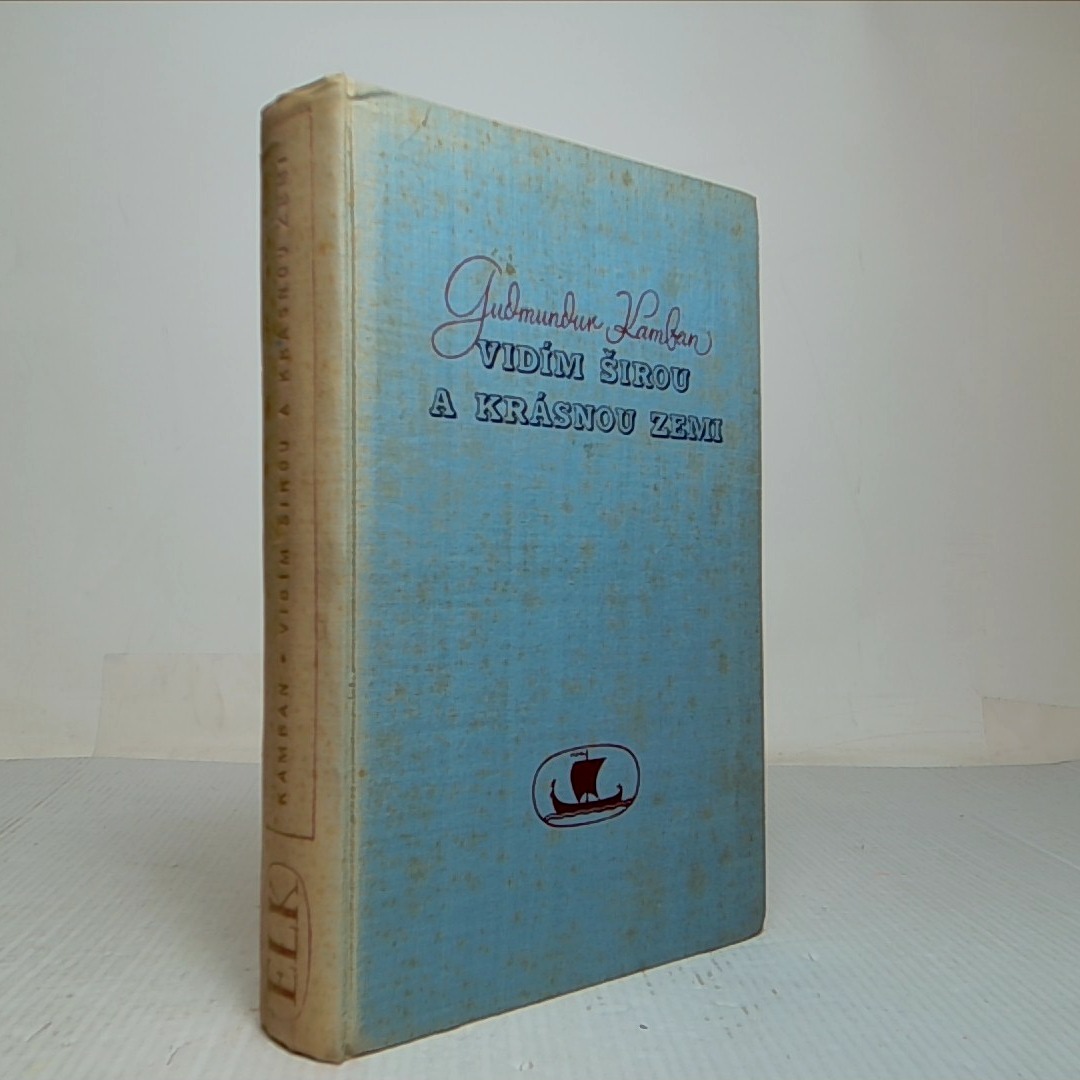 Gudmundur Kamban
VIDÍM ŠIROU
A KRÁSNOU ZEMI
KAMBAN • VIDÍM ŠIROU A KRÁSNOU ZEMI
ELK